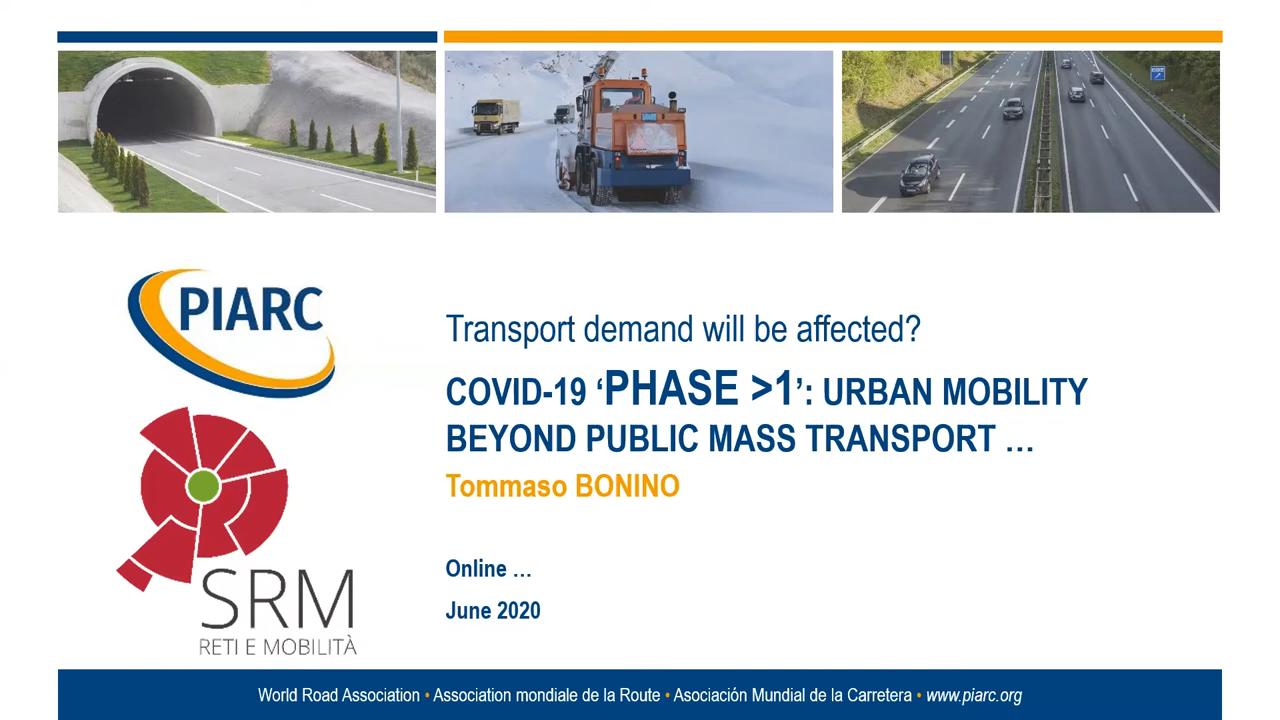 PIARC
SRM
RETI E MOBILITÀ
Transport demand will be affected?
COVID-19 ‘PHASE >1’: URBAN MOBILITY
BEYOND PUBLIC MASS TRANSPORT …
Tommaso BONINO
Online …
June 2020
World Road Association • Association mondiale de la Route • Asociación Mundial de la Carretera • www.piarc.org